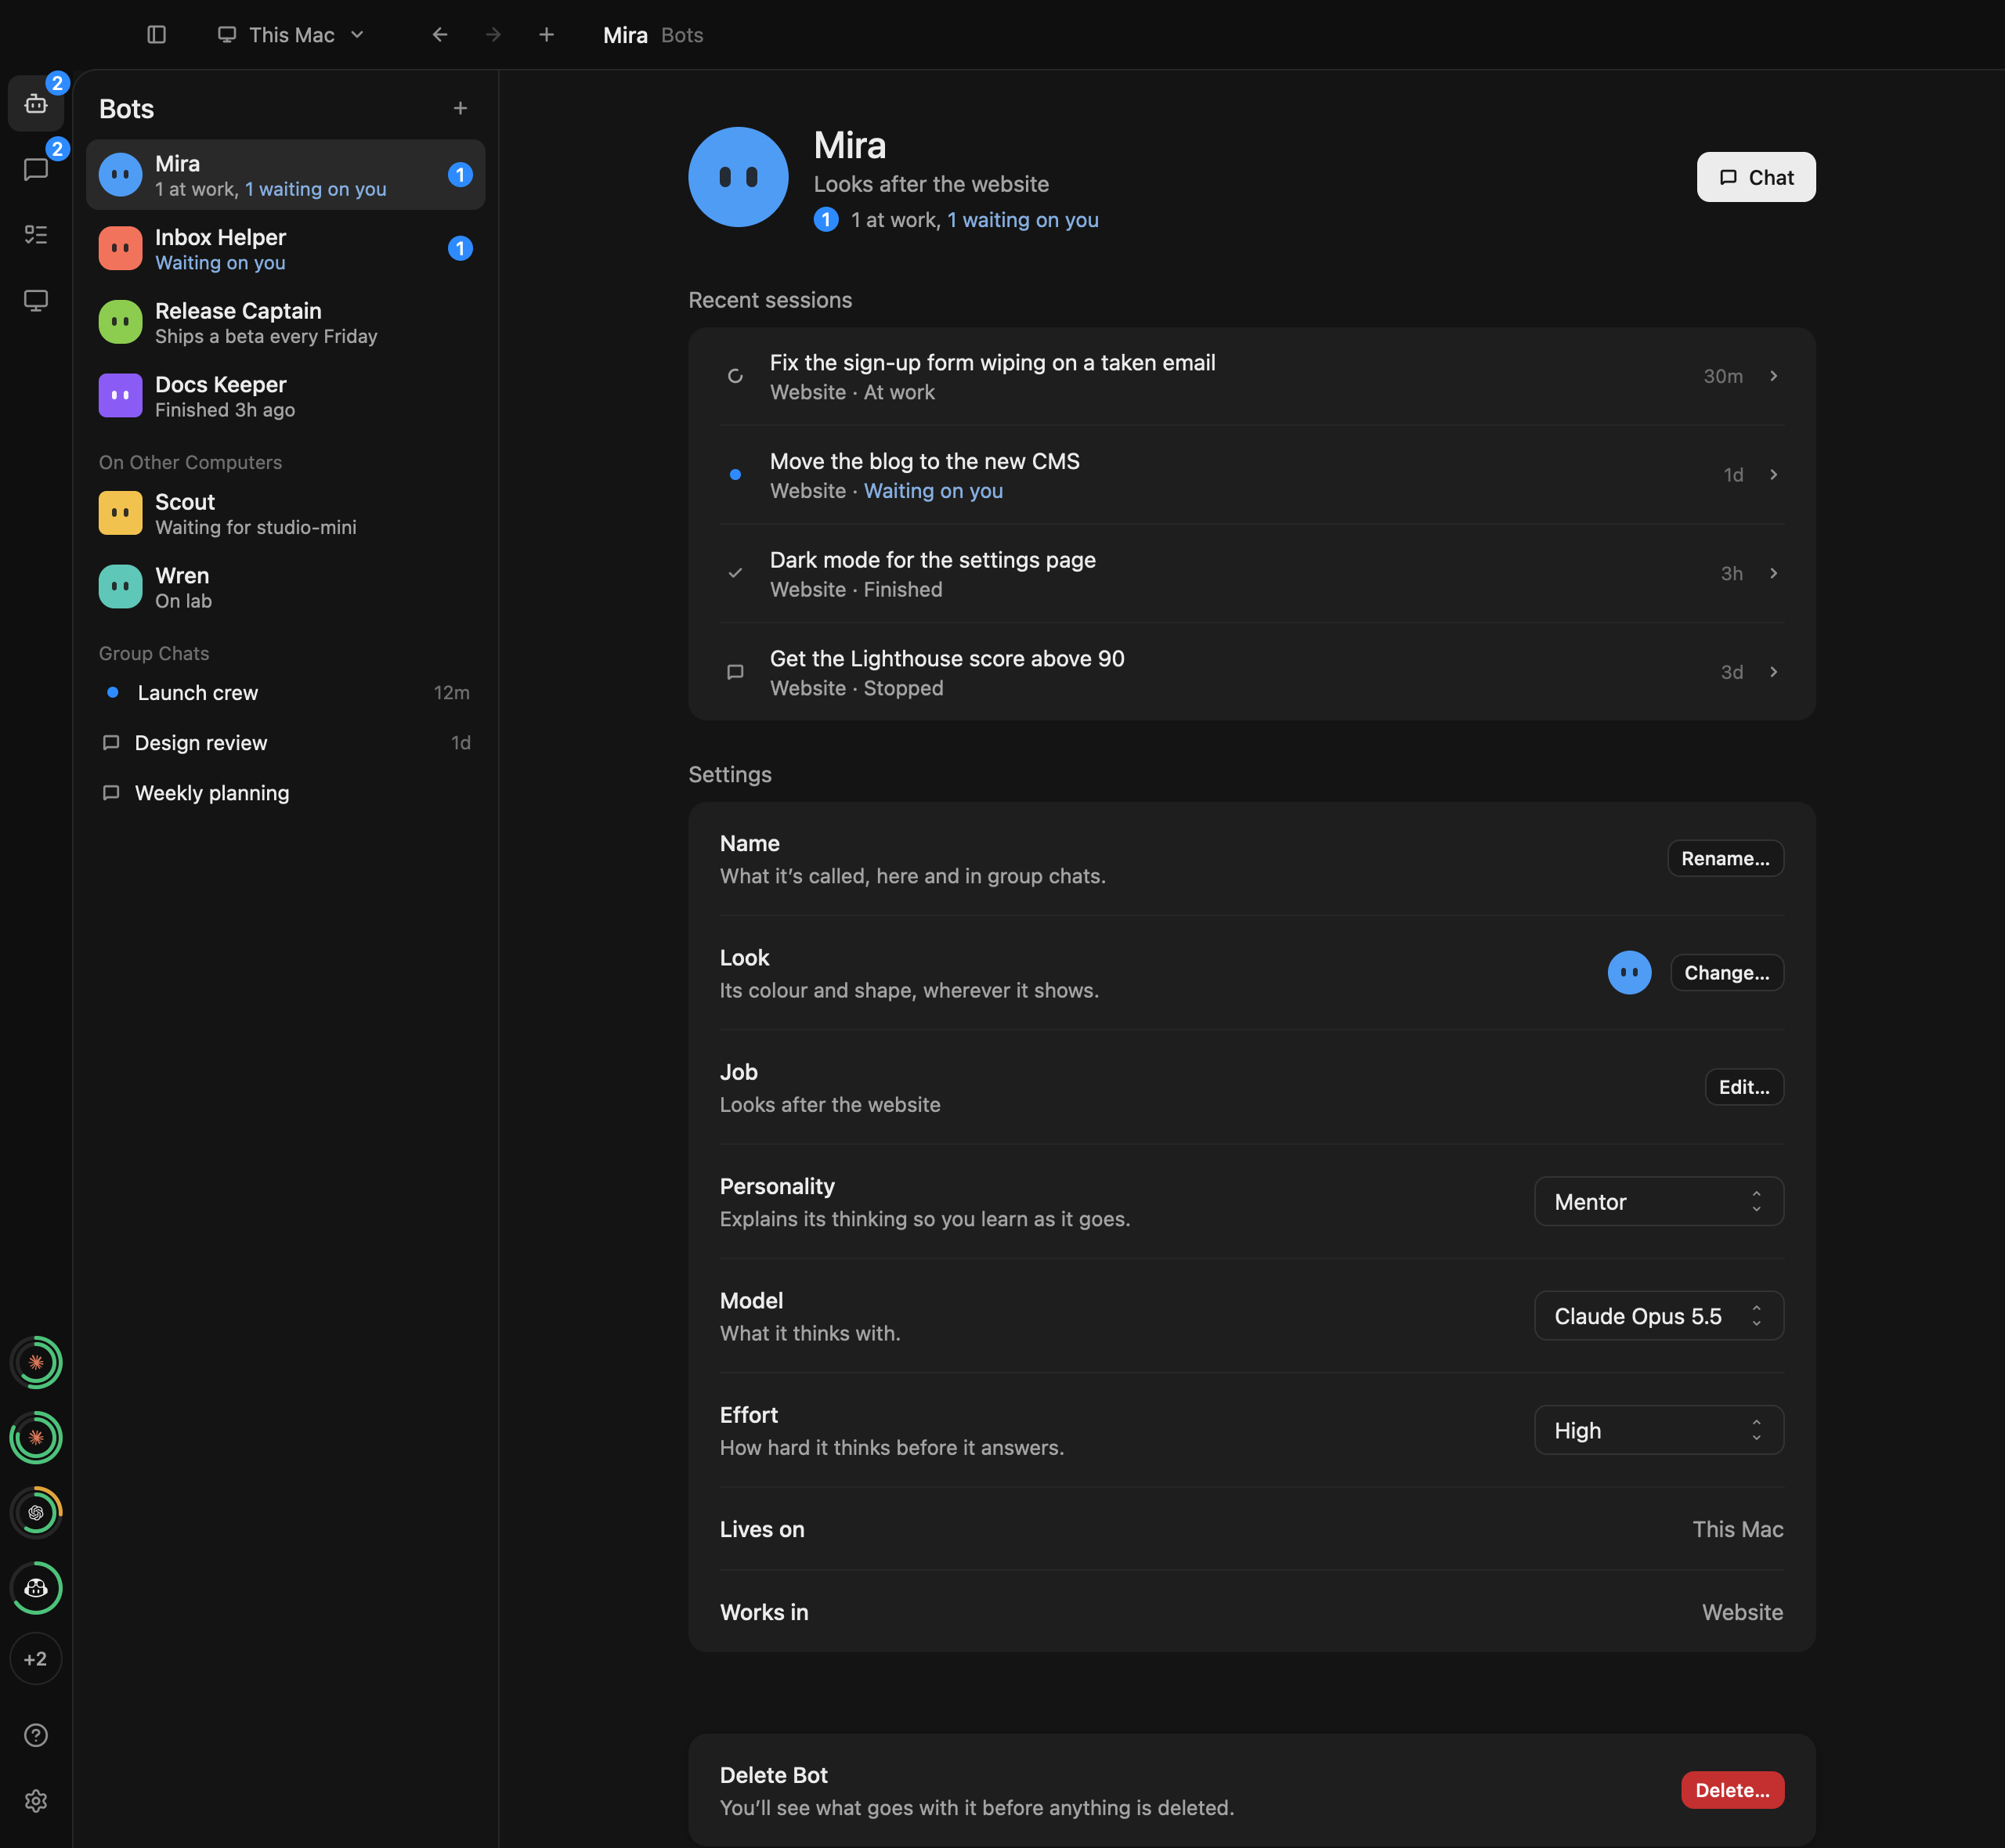 This Mac
Mira Bots
2
2
Bots
Mira
1 at work, 1 waiting on you
1
Inbox Helper
Waiting on you
1
Release Captain
Ships a beta every Friday
Docs Keeper
Finished 3h ago
On Other Computers
Scout
Waiting for studio-mini
Wren
On lab
Group Chats
Launch crew 12m
Design review 1d
Weekly planning
+2
Mira
Looks after the website
1 1 at work, 1 waiting on you
Chat
Recent sessions
Fix the sign-up form wiping on a taken email
Website · At work
30m
Move the blog to the new CMS
Website · Waiting on you
1d
Dark mode for the settings page
Website · Finished
3h
Get the Lighthouse score above 90
Website · Stopped
3d
Settings
Name
What it’s called, here and in group chats.
Rename...
Look
Its colour and shape, wherever it shows.
Change...
Job
Looks after the website
Edit...
Personality
Explains its thinking so you learn as it goes.
Mentor
Model
What it thinks with.
Claude Opus 5.5
Effort
How hard it thinks before it answers.
High
Lives on This Mac
Works in Website
Delete Bot
You’ll see what goes with it before anything is deleted.
Delete...